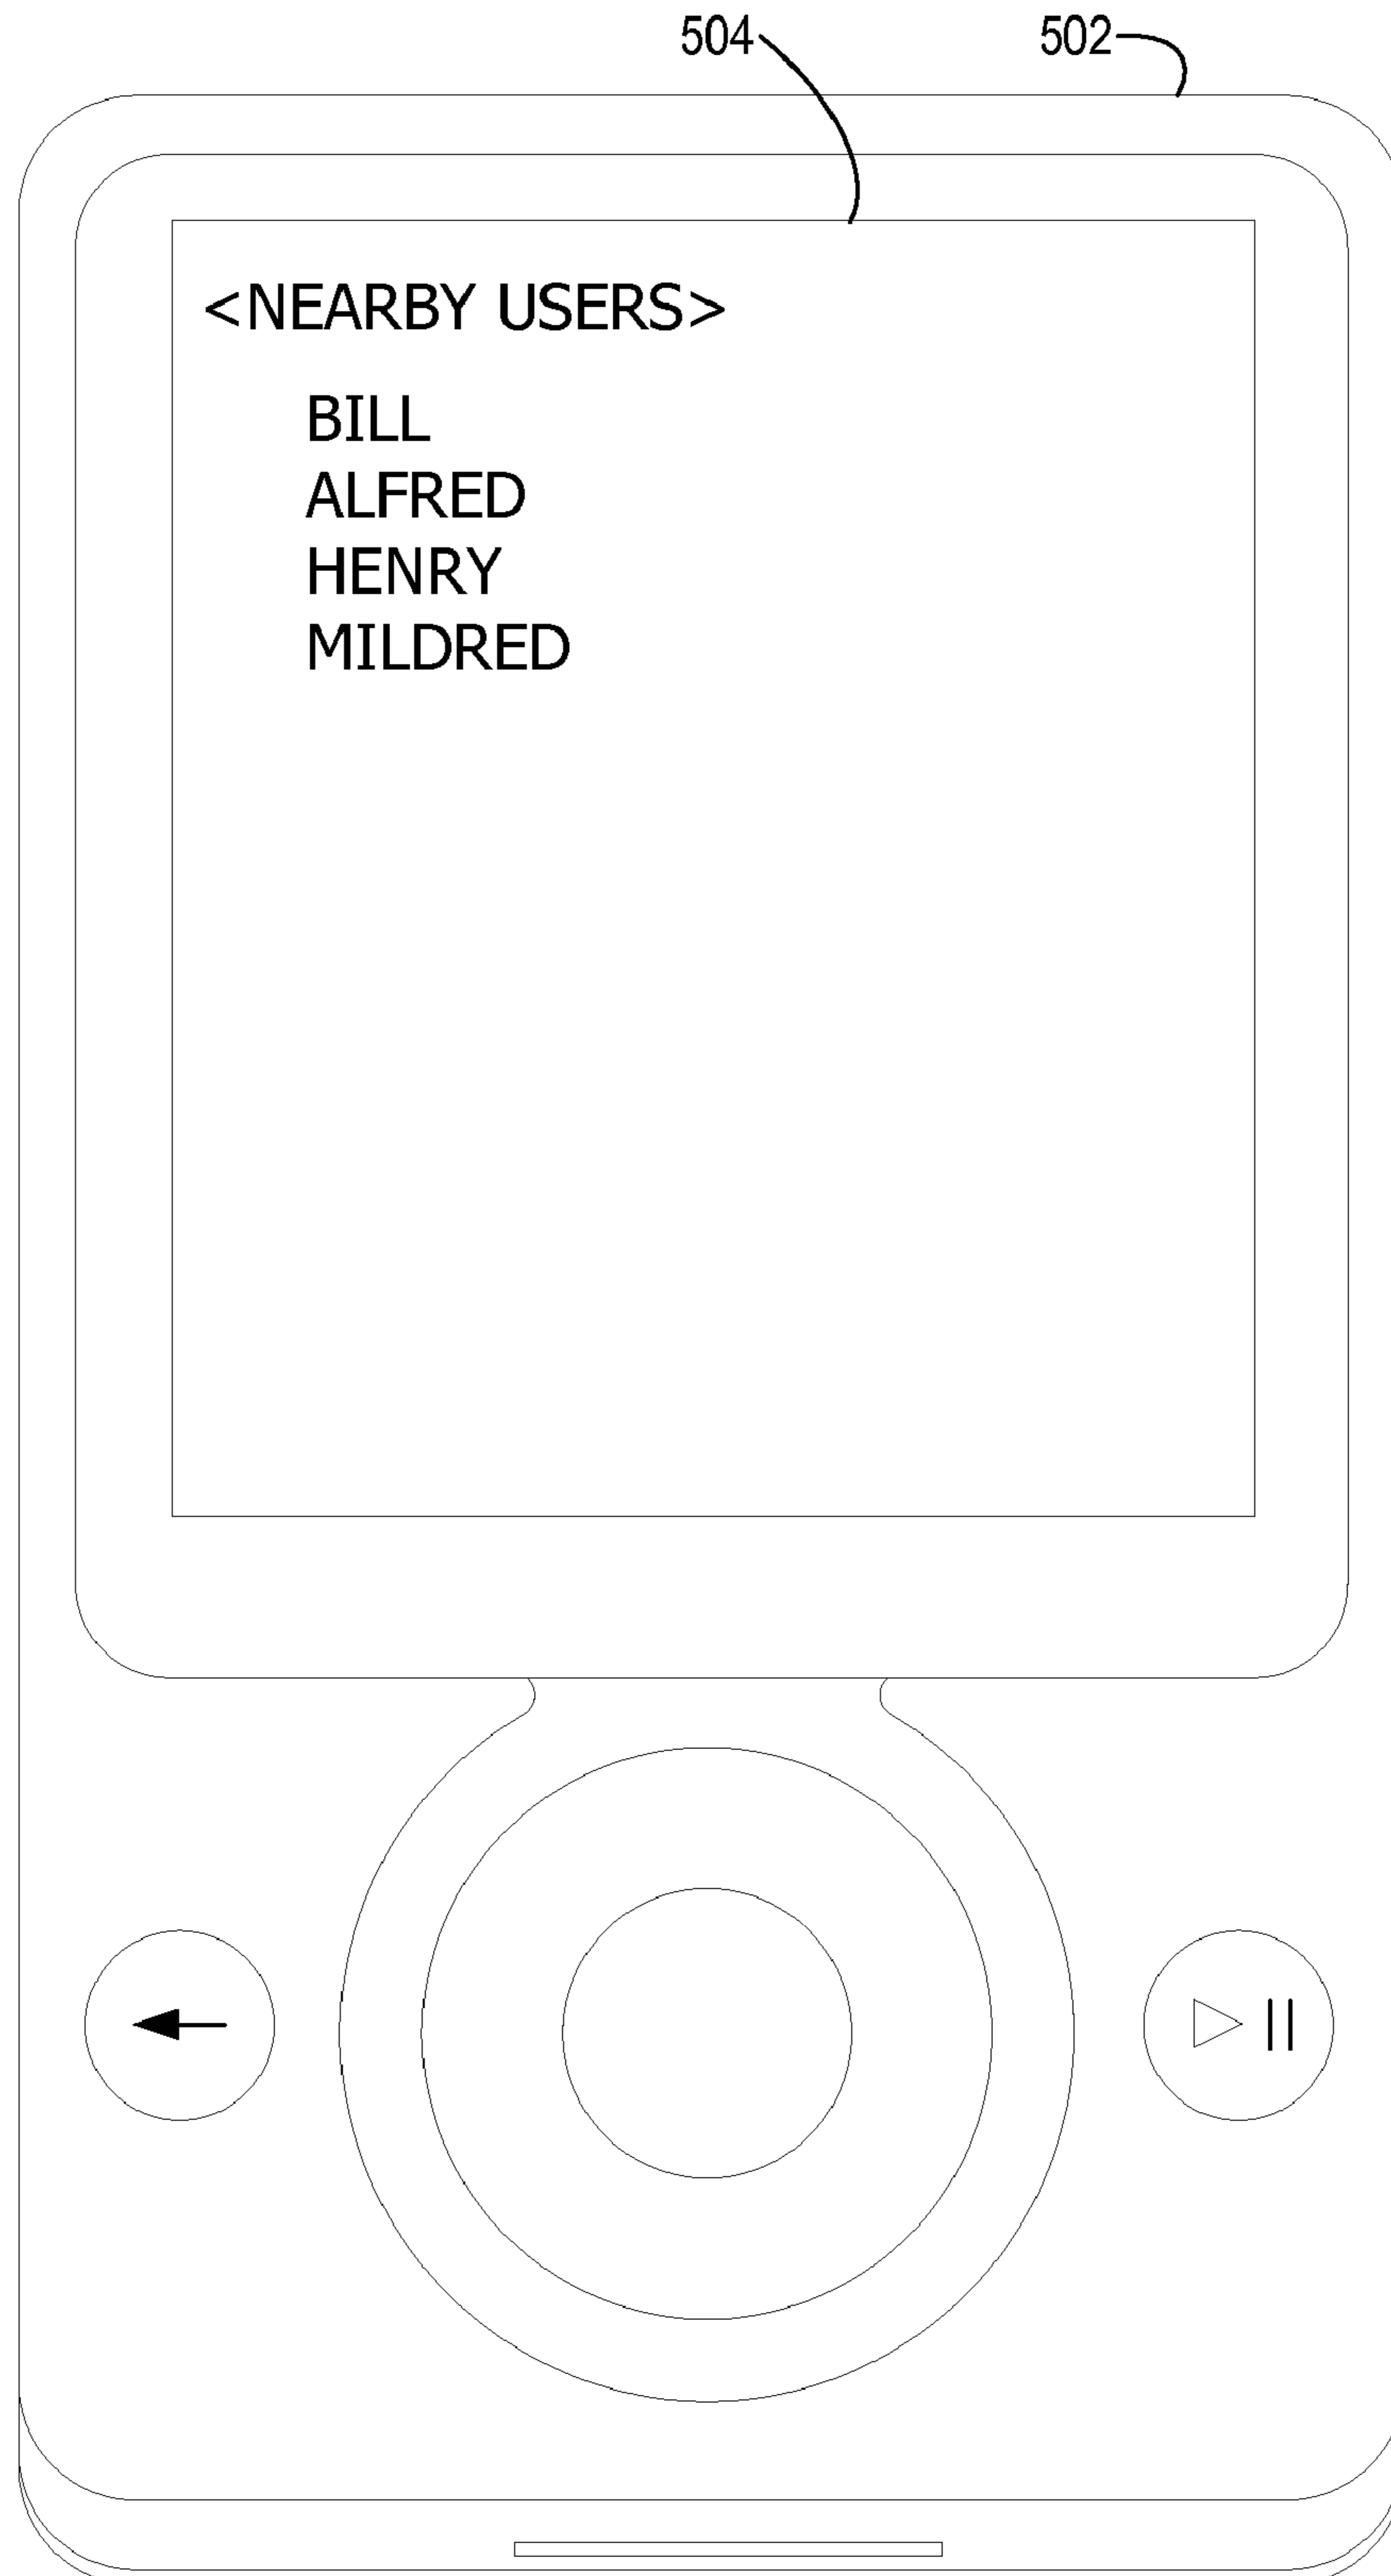 504 502
<NEARBY USERS>
BILL
ALFRED
HENRY
MILDRED